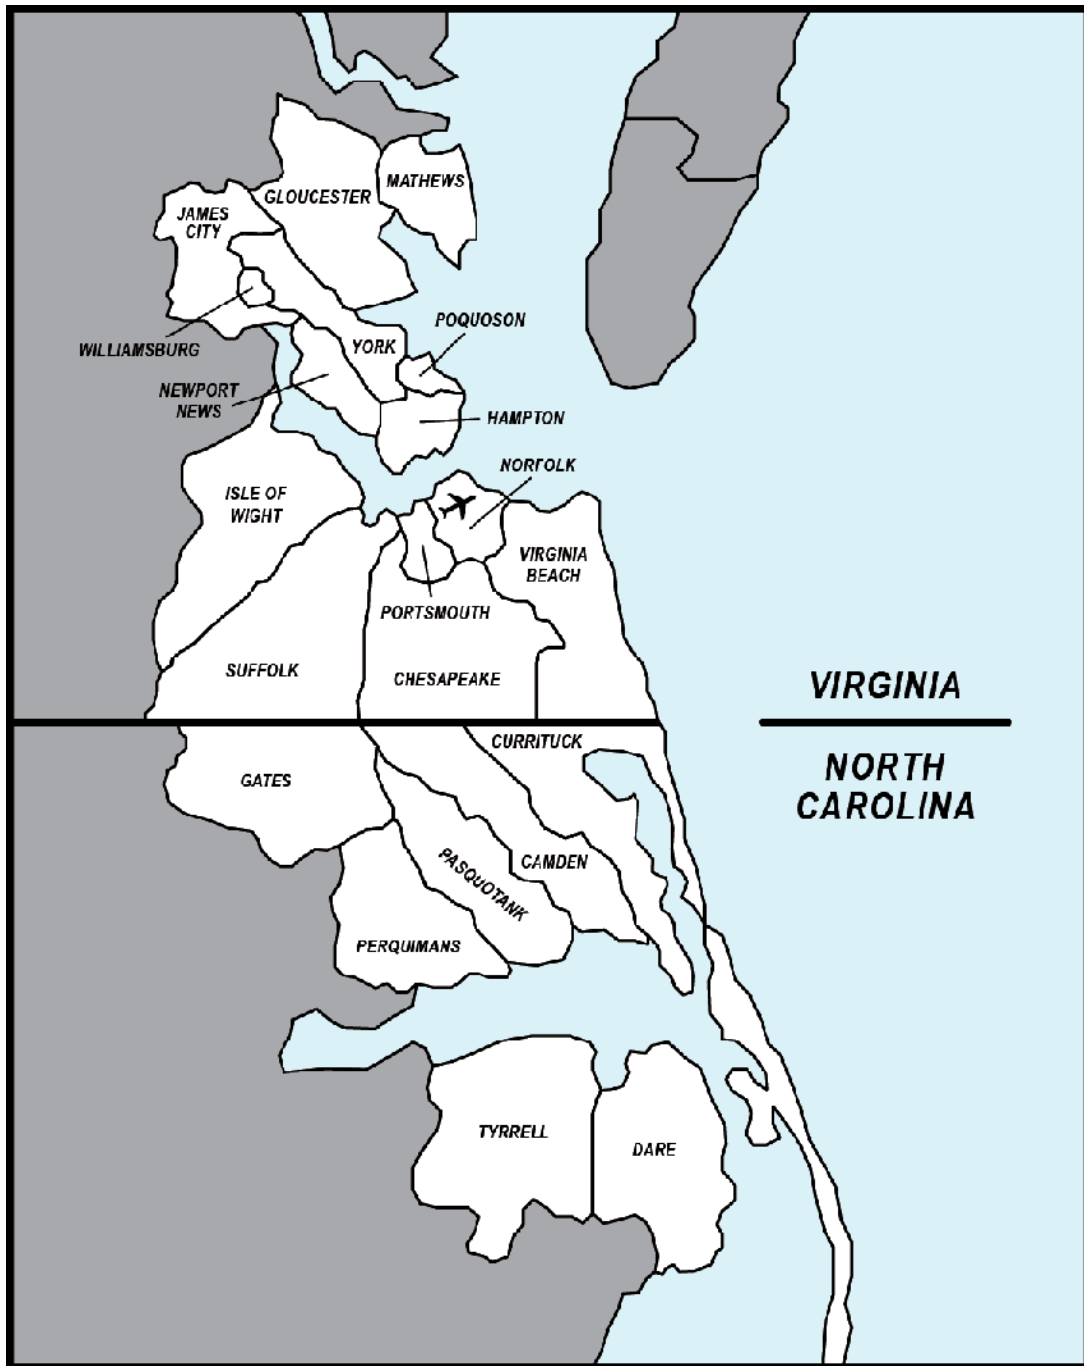 MATHEWS
GLOUCESTER
JAMES
CITY
POQUOSON
WILLIAMSBURG
YORK
NEWPORT
NEWS
HAMPTON
NORFOLK
ISLE OF
WIGHT
VIRGINIA
BEACH
PORTSMOUTH
SUFFOLK
CHESAPEAKE
VIRGINIA
NORTH
CAROLINA
CURRITUCK
GATES
CAMDEN
PASQUOTANK
PERQUIMANS
TYRRELL
DARE